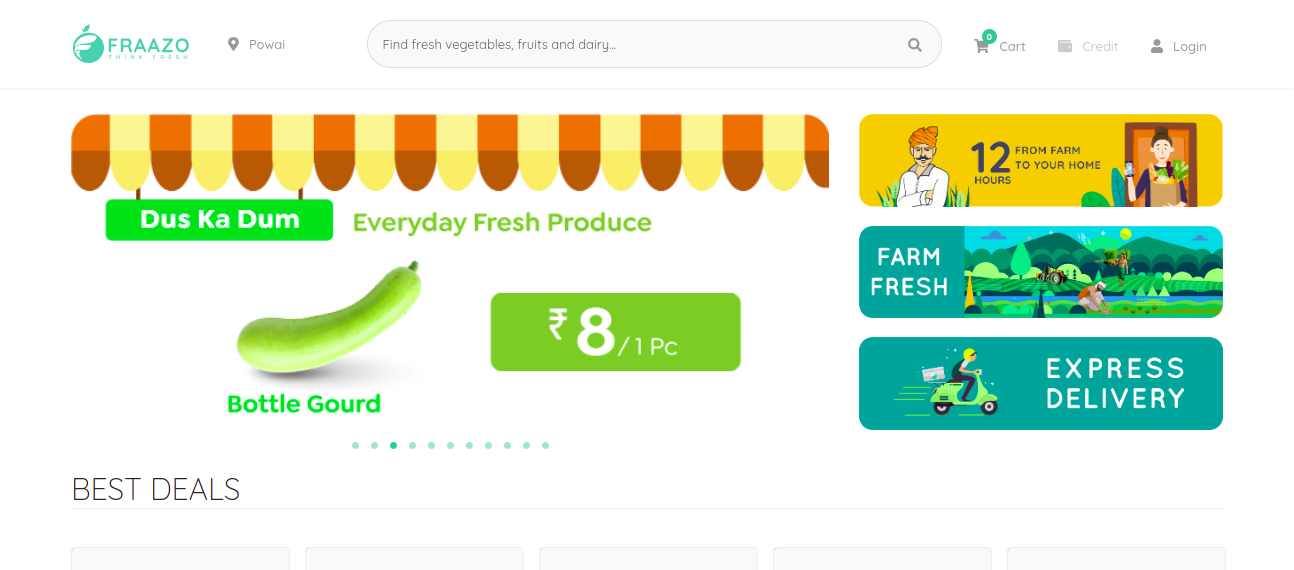 FRAAZO
THINK FRESH
Powai
Find fresh vegetables, fruits and dairy...
0
Cart
Credit
Login
Dus Ka Dum
Everyday Fresh Produce
₹ 8 / 1 Pc
Bottle Gourd
12 FROM FARM
TO YOUR HOME
HOURS
FARM
FRESH
EXPRESS
DELIVERY
BEST DEALS